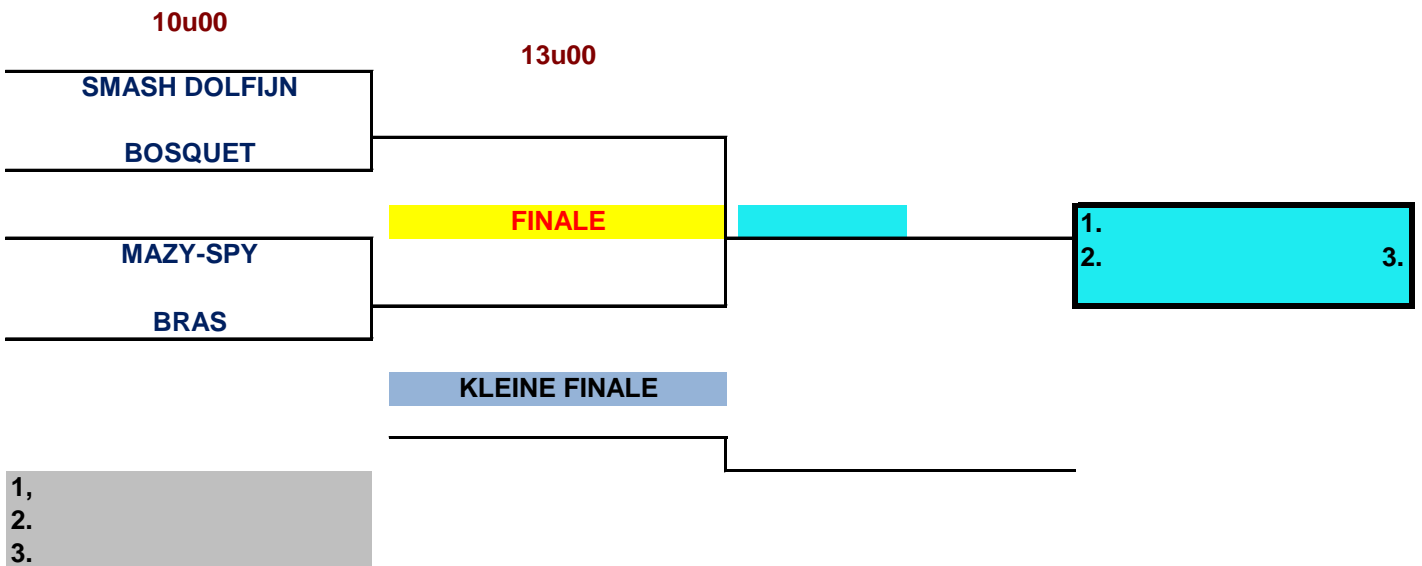 10u00
13u00
SMASH DOLFIJN
BOSQUET
FINALE
1.
MAZY-SPY
2. 3.
BRAS
KLEINE FINALE
1,
2.
3.